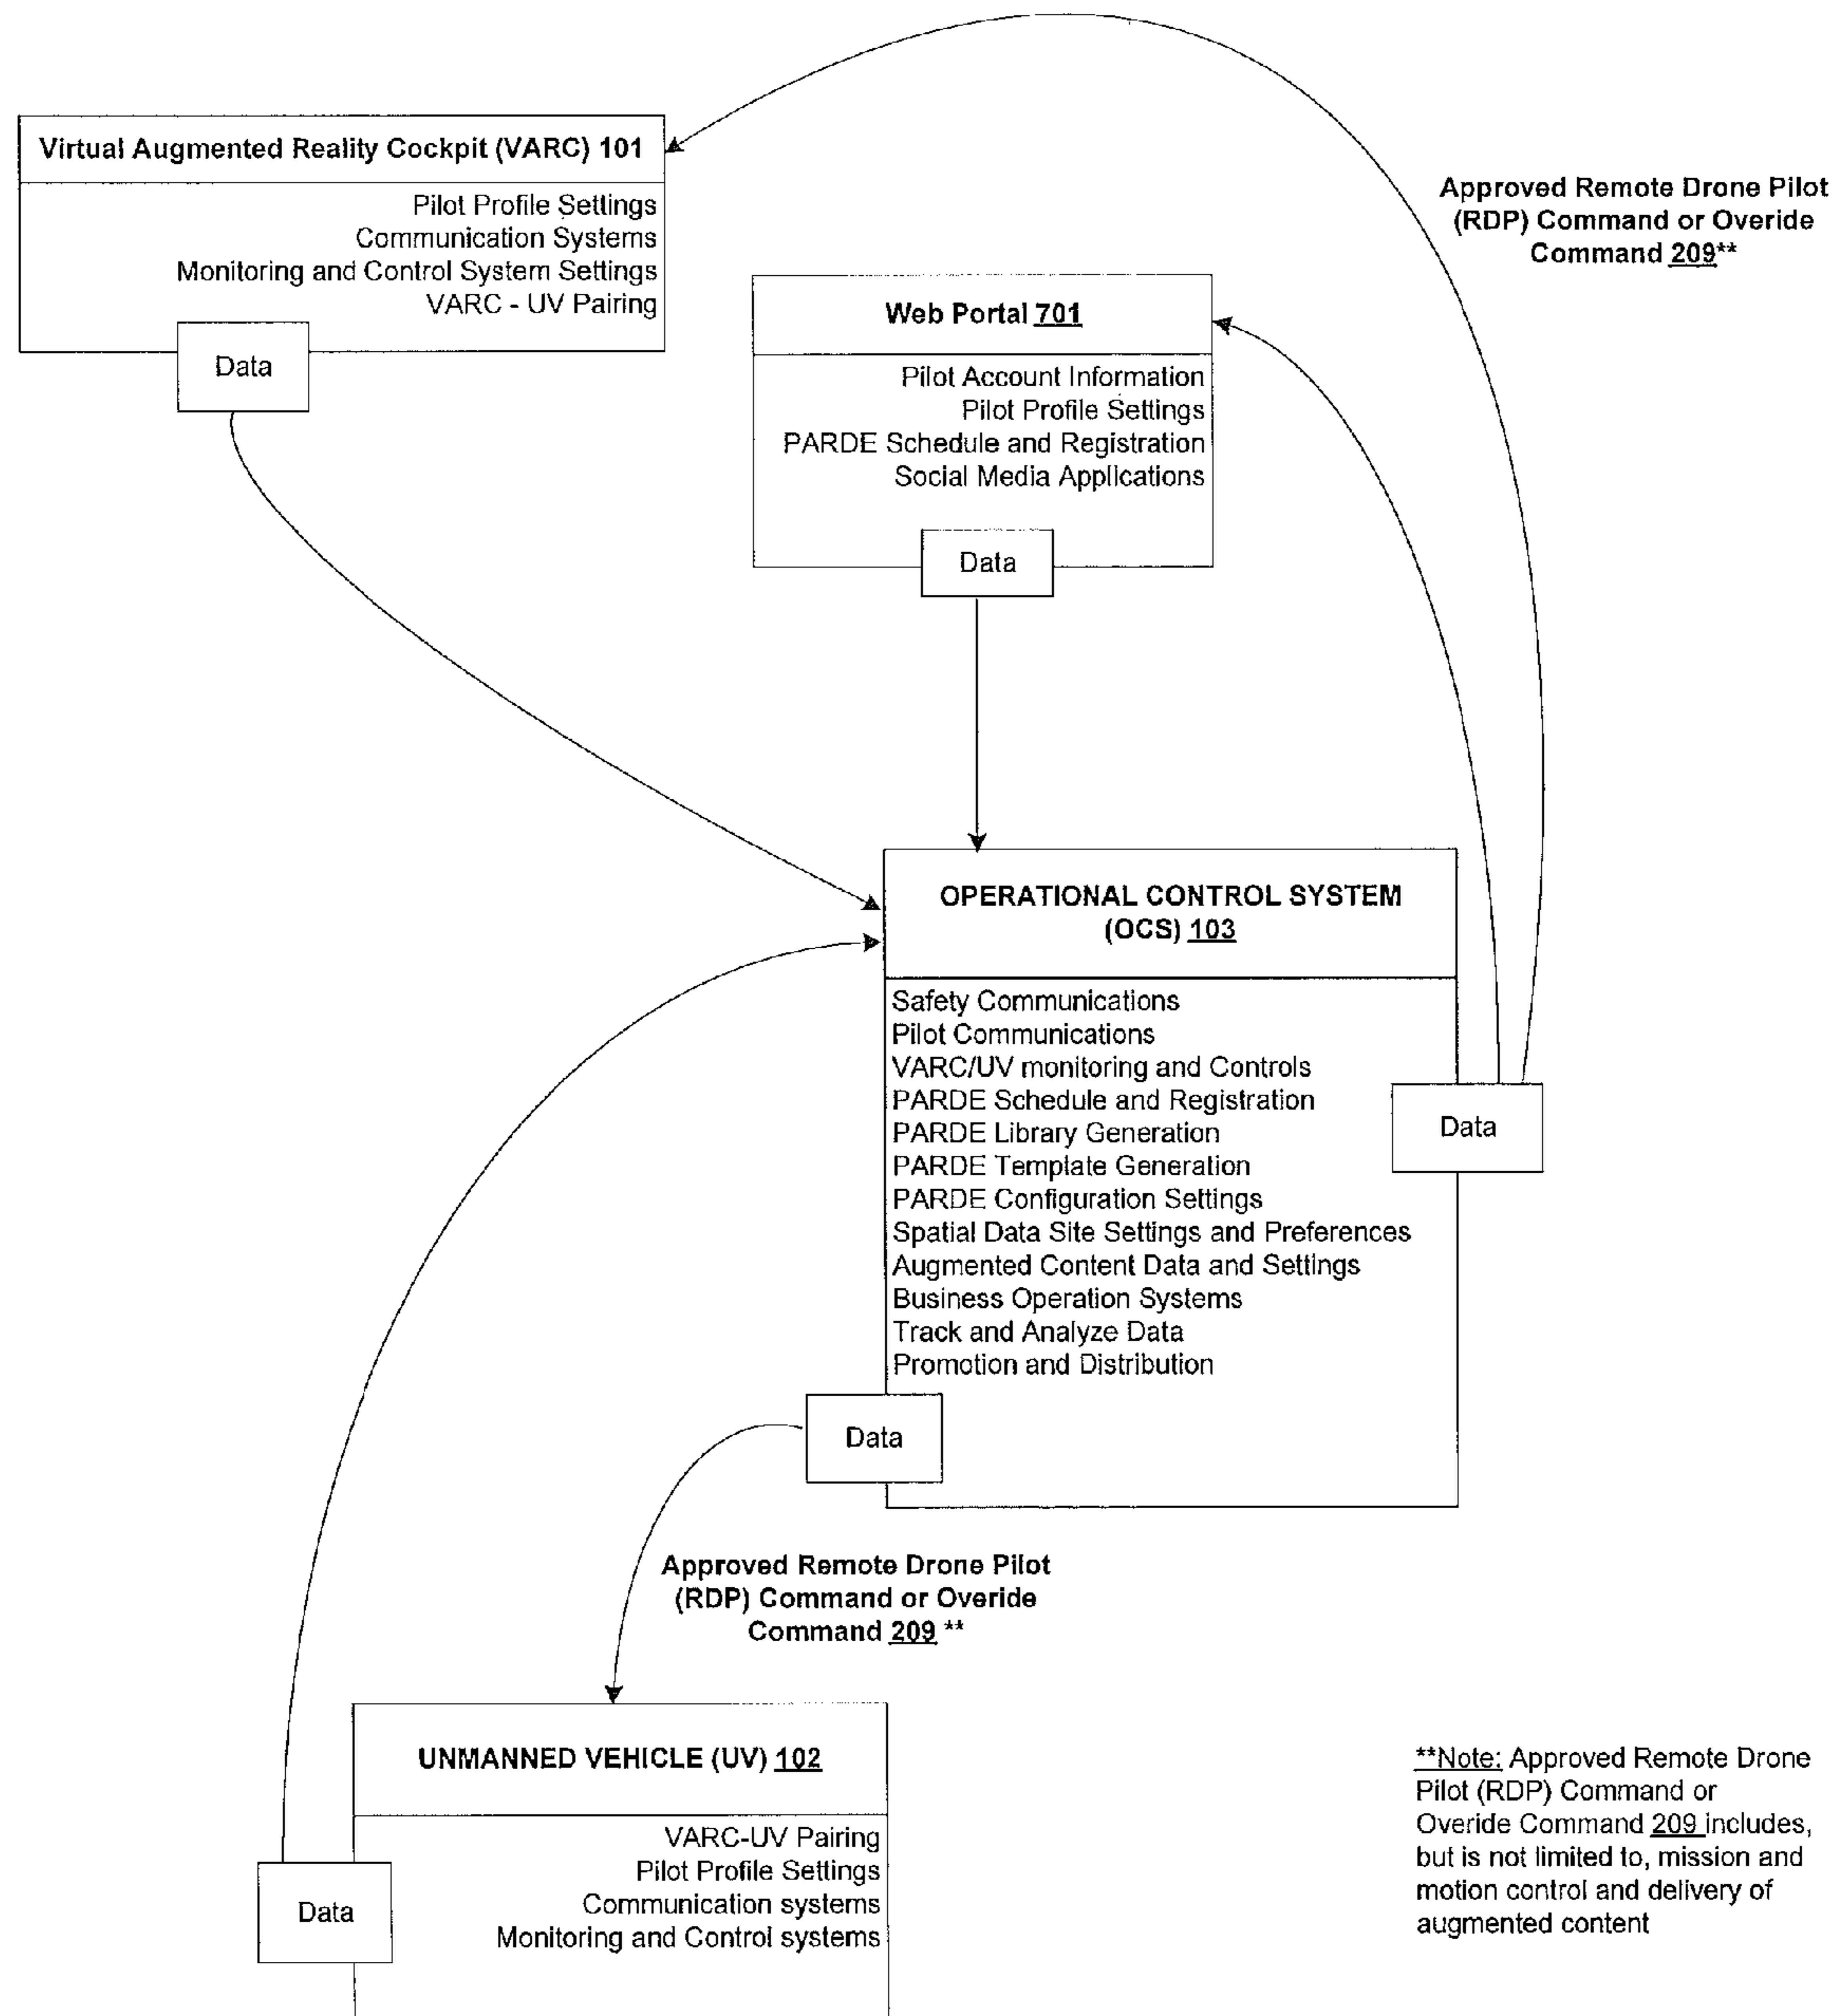 Virtual Augmented Reality Cockpit (VARC) 101
Pilot Profile Settings
Communication Systems
Monitoring and Control System Settings
VARC - UV Pairing
Data
Approved Remote Drone Pilot
(RDP) Command or Overide
Command 209**
Web Portal 701
Pilot Account Information
Pilot Profile Settings
PARDE Schedule and Registration
Social Media Applications
Data
OPERATIONAL CONTROL SYSTEM
(OCS) 103
Safety Communications
Pilot Communications
VARC/UV monitoring and Controls
PARDE Schedule and Registration
PARDE Library Generation
PARDE Template Generation
PARDE Configuration Settings
Spatial Data Site Settings and Preferences
Augmented Content Data and Settings
Business Operation Systems
Track and Analyze Data
Promotion and Distribution
Data
Data
Approved Remote Drone Pilot
(RDP) Command or Overide
Command 209 **
UNMANNED VEHICLE (UV) 102
VARC-UV Pairing
Pilot Profile Settings
Communication systems
Monitoring and Control systems
Data
**Note: Approved Remote Drone
Pilot (RDP) Command or
Overide Command 209 includes,
but is not limited to, mission and
motion control and delivery of
augmented content